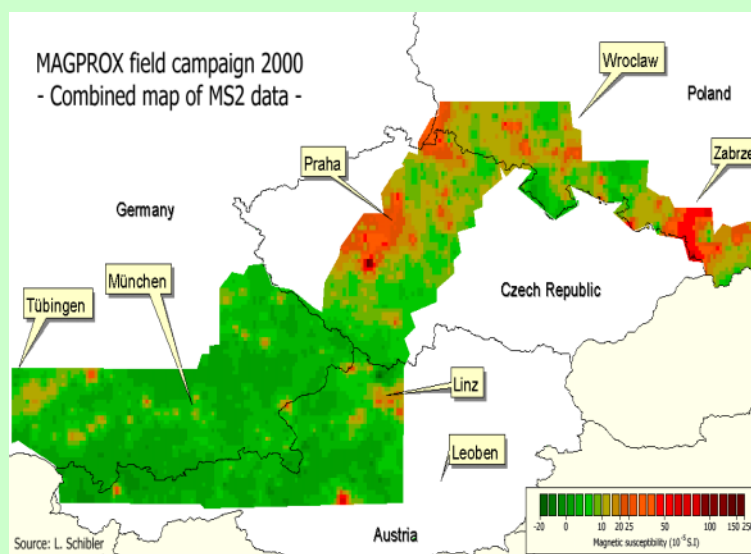 MAGPROX field campaign 2000
- Combined map of MS2 data -
Wroclaw
Poland
Zabrze
Praha
Germany
München
Tübingen
Czech Republic
Linz
Leoben
Austria
Source: L. Schibler
-20 0 10 20 25 50 100 150 250
Magnetic susceptibility (10⁻⁵ S.I)